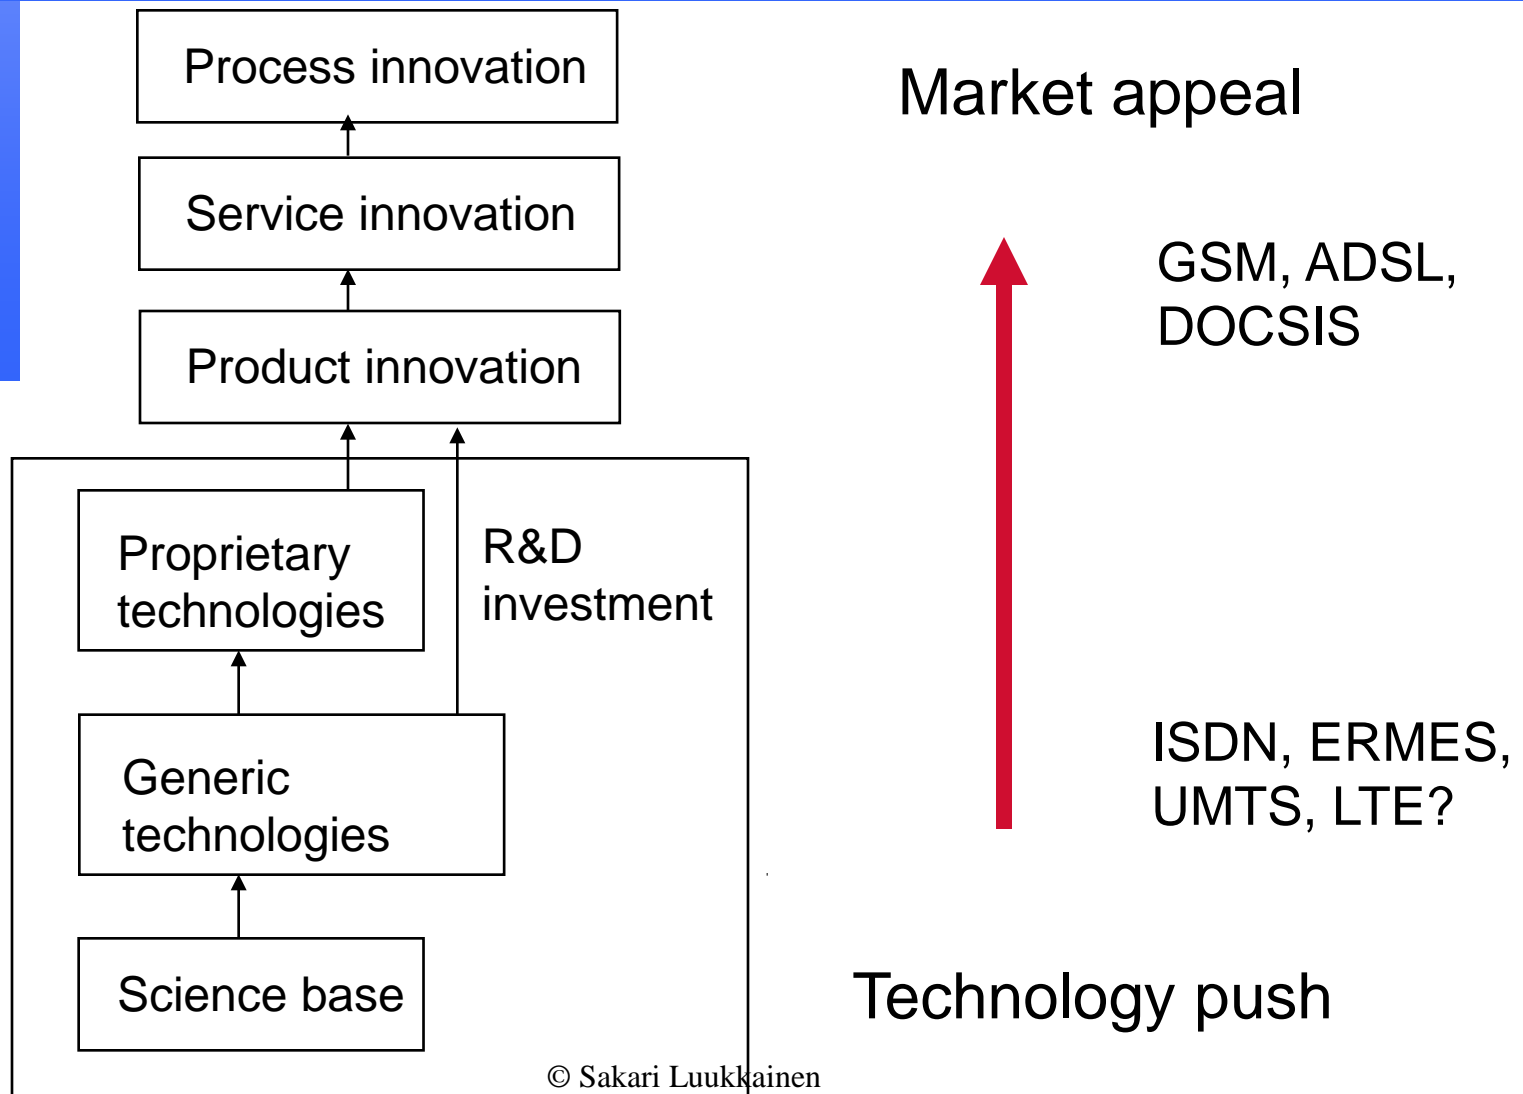 Process innovation
Market appeal
Service innovation
GSM, ADSL,
DOCSIS
Product innovation
Proprietary
technologies
R&D
investment
ISDN, ERMES,
UMTS, LTE?
Generic
technologies
Science base
Technology push
© Sakari Luukkainen